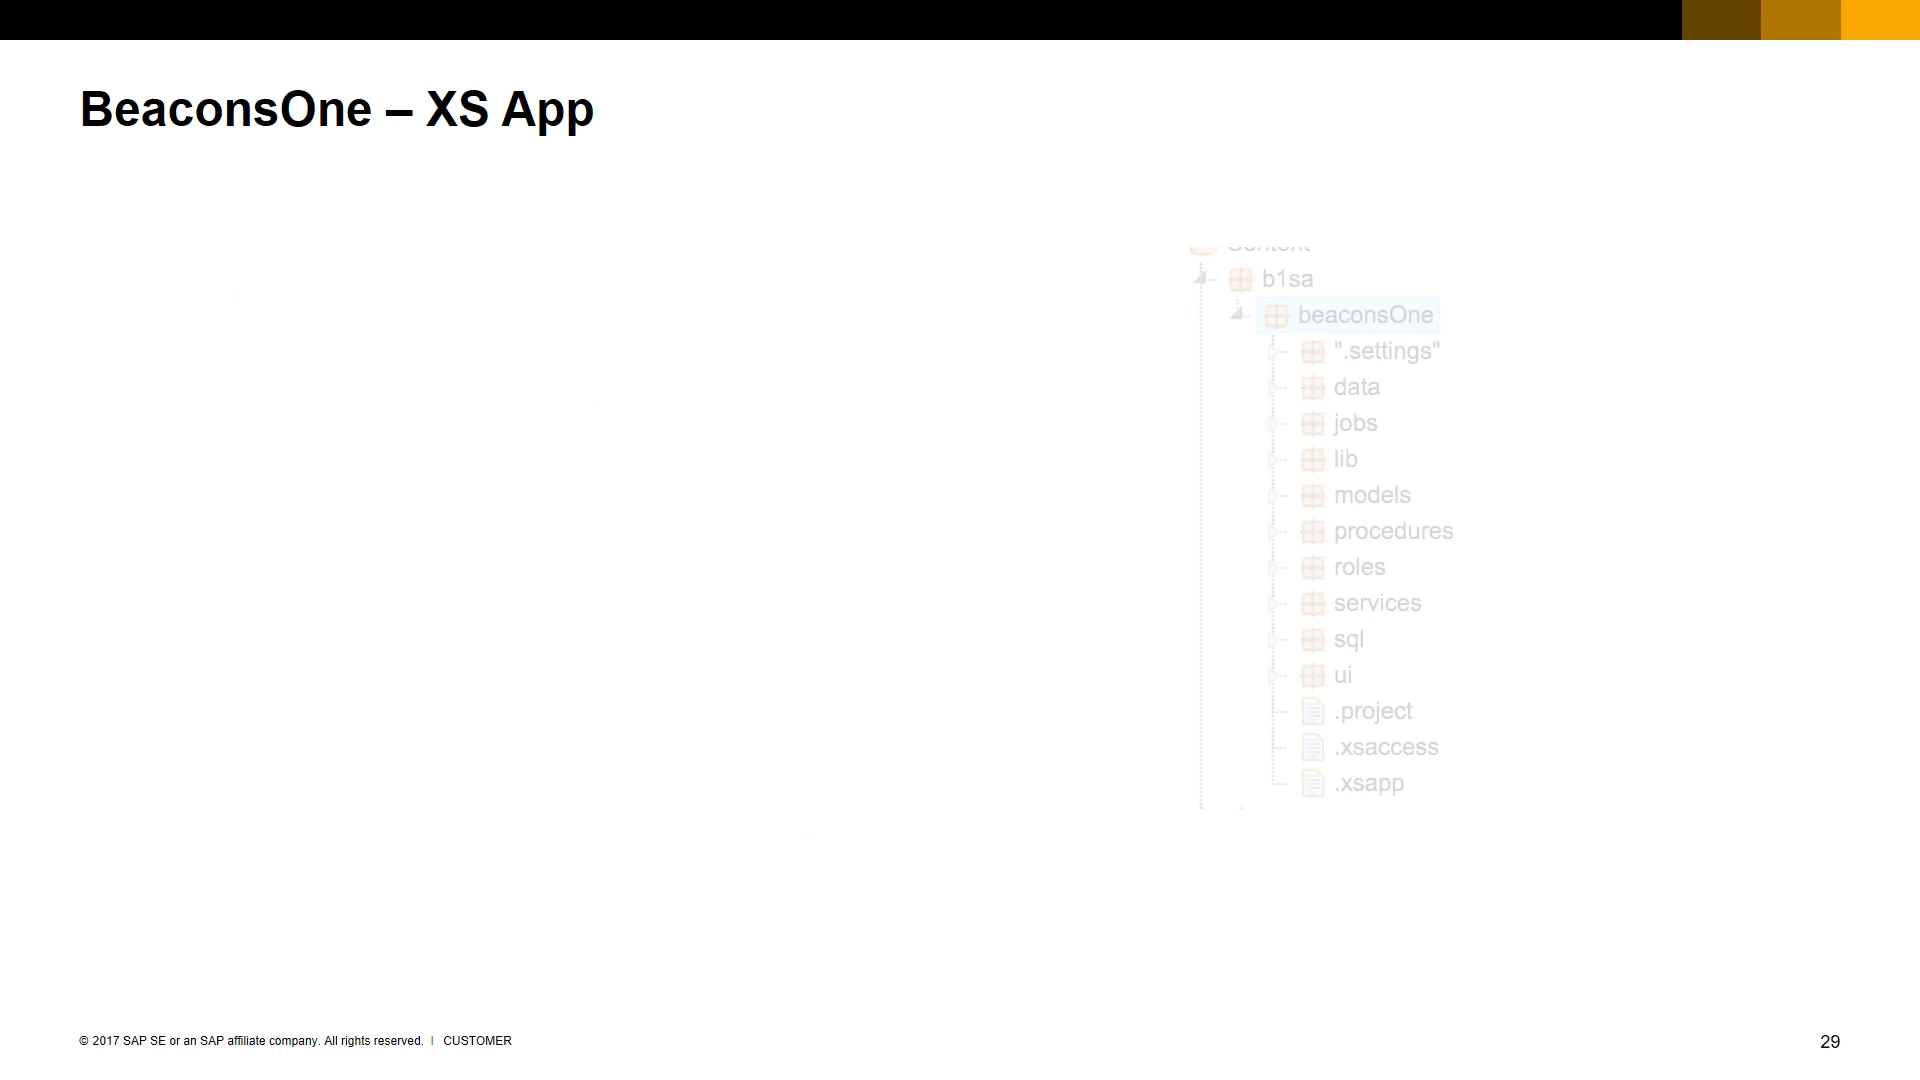 BeaconsOne – XS App
Content
b1sa
beaconsOne
".settings"
data
jobs
lib
models
procedures
roles
services
sql
ui
.project
.xsaccess
.xsapp
© 2017 SAP SE or an SAP affiliate company. All rights reserved. | CUSTOMER
29